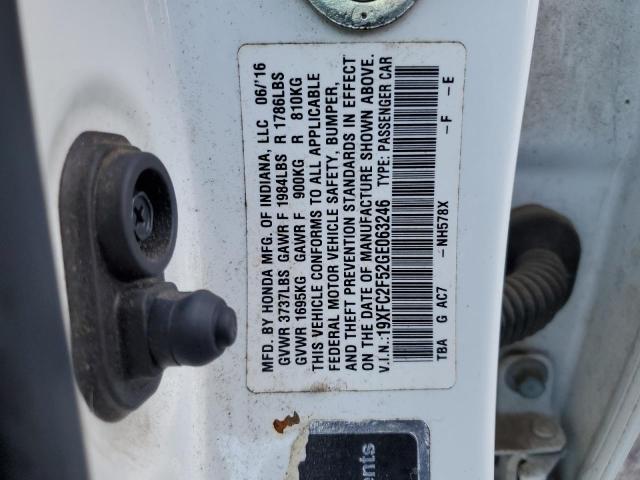 MFD. BY HONDA MFG. OF INDIANA, LLC 06/'16
GVWR 3737LBS GAWR F 1984LBS R 1786LBS
GVWR 1695KG GAWR F 900KG R 810KG
THIS VEHICLE CONFORMS TO ALL APPLICABLE
FEDERAL MOTOR VEHICLE SAFETY, BUMPER,
AND THEFT PREVENTION STANDARDS IN EFFECT
ON THE DATE OF MANUFACTURE SHOWN ABOVE.
V.I.N.:19XFC2F52GE063246 TYPE: PASSENGER CAR
TBA G AC7 -NH578X -F -E